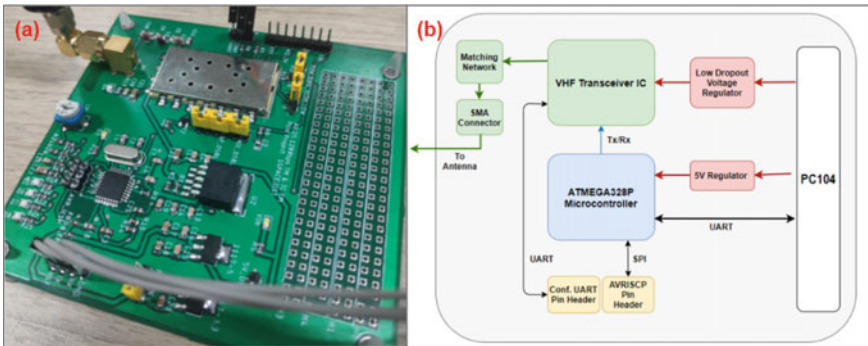 (a)
(b)
Matching
Network
SMA
Connector
To
Antenna
VHF Transceiver IC
Low Dropout
Voltage
Regulator
Tx/Rx
ATMEGA328P
Microcontroller
5V Regulator
PC104
UART
UART
SPI
Conf. UART
Pin Header
AVRISCP
Pin
Header